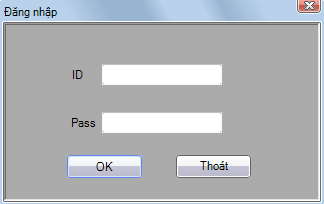 Đăng nhập
ID
Pass
OK
Thoát